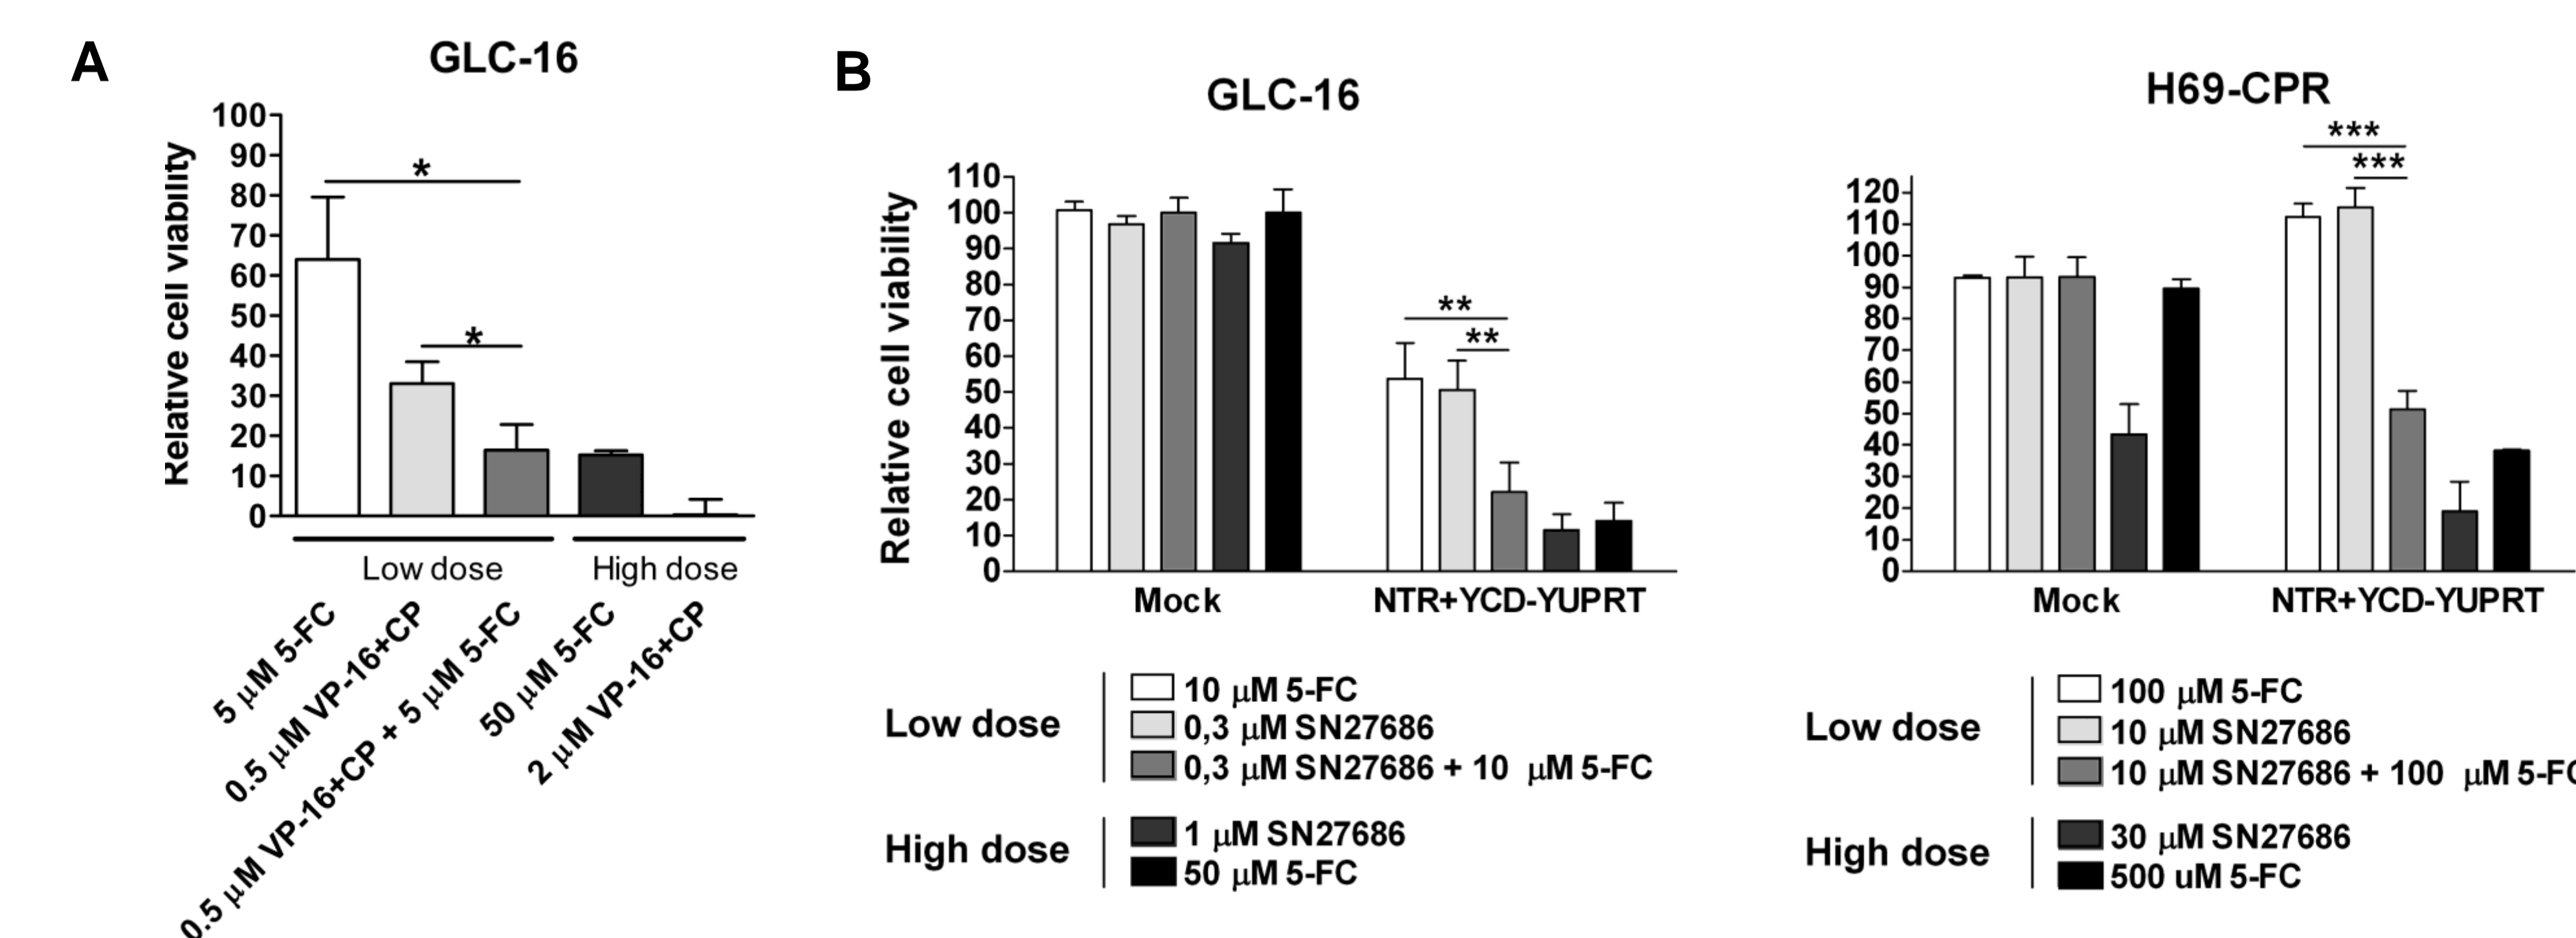 A
GLC-16
Relative cell viability
100
90
80
70
60
50
40
30
20
10
0
*
*
Low dose
High dose
5 μM 5-FC
0.5 μM VP-16+CP
0.5 μM VP-16+CP + 5 μM 5-FC
50 μM 5-FC
2 μM VP-16+CP
B
GLC-16
Relative cell viability
110
100
90
80
70
60
50
40
30
20
10
0
**
**
Mock
NTR+YCD-YUPRT
Low dose
10 μM 5-FC
0,3 μM SN27686
0,3 μM SN27686 + 10 μM 5-FC
High dose
1 μM SN27686
50 μM 5-FC
H69-CPR
120
110
100
90
80
70
60
50
40
30
20
10
0
***
***
Mock
NTR+YCD-YUPRT
Low dose
100 μM 5-FC
10 μM SN27686
10 μM SN27686 + 100 μM 5-FC
High dose
30 μM SN27686
500 uM 5-FC